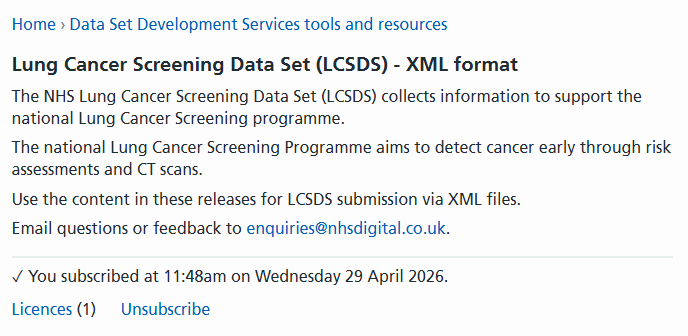 Home › Data Set Development Services tools and resources
Lung Cancer Screening Data Set (LCSDS) - XML format
The NHS Lung Cancer Screening Data Set (LCSDS) collects information to support the
national Lung Cancer Screening programme.
The national Lung Cancer Screening Programme aims to detect cancer early through risk
assessments and CT scans.
Use the content in these releases for LCSDS submission via XML files.
Email questions or feedback to enquiries@nhsdigital.co.uk.
✓ You subscribed at 11:48am on Wednesday 29 April 2026.
Licences (1) Unsubscribe